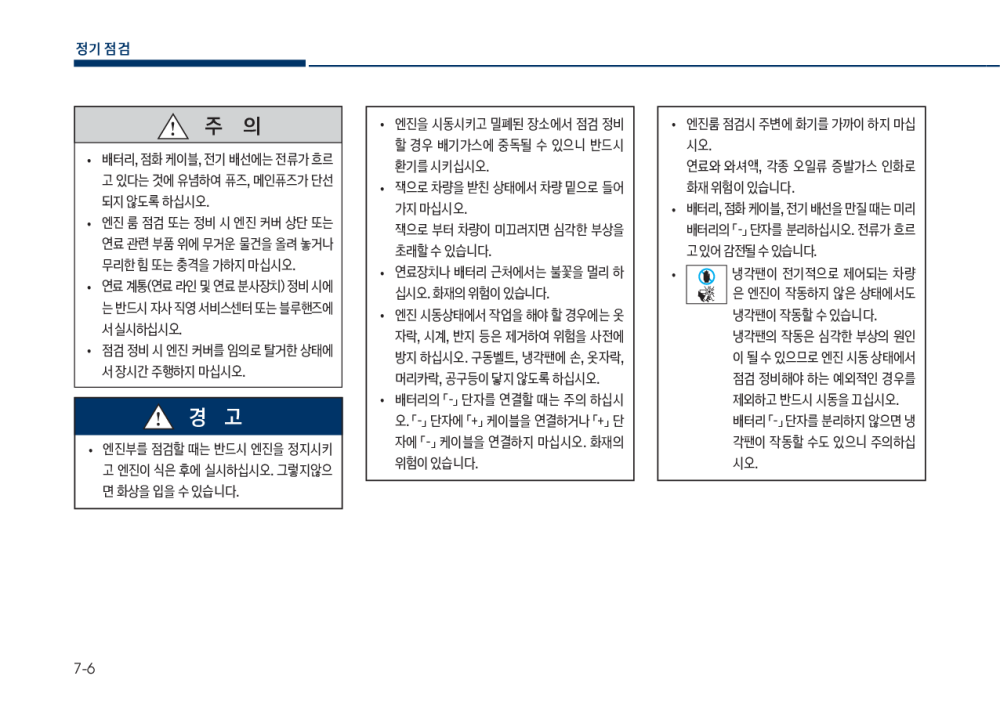 정기 점검
주 의
• 배터리, 점화 케이블, 전기 배선에는 전류가 흐르
고 있다는 것에 유념하여 퓨즈, 메인퓨즈가 단선
되지 않도록 하십시오.
• 엔진 룸 점검 또는 정비 시 엔진 커버 상단 또는
연료 관련 부품 위에 무거운 물건을 올려 놓거나
무리한 힘 또는 충격을 가하지 마십시오.
• 연료 계통(연료 라인 및 연료 분사장치) 정비 시에
는 반드시 자사 직영 서비스센터 또는 블루핸즈에
서 실시하십시오.
• 점검 정비 시 엔진 커버를 임의로 탈거한 상태에
서 장시간 주행하지 마십시오.
경 고
• 엔진부를 점검할 때는 반드시 엔진을 정지시키
고 엔진이 식은 후에 실시하십시오. 그렇지않으
면 화상을 입을 수 있습니다.
• 엔진을 시동시키고 밀폐된 장소에서 점검 정비
할 경우 배기가스에 중독될 수 있으니 반드시
환기를 시키십시오.
• 잭으로 차량을 받친 상태에서 차량 밑으로 들어
가지 마십시오.
잭으로 부터 차량이 미끄러지면 심각한 부상을
초래할 수 있습니다.
• 연료장치나 배터리 근처에서는 불꽃을 멀리 하
십시오. 화재의 위험이 있습니다.
• 엔진 시동상태에서 작업을 해야 할 경우에는 옷
자락, 시계, 반지 등은 제거하여 위험을 사전에
방지 하십시오. 구동벨트, 냉각팬에 손, 옷자락,
머리카락, 공구등이 닿지 않도록 하십시오.
• 배터리의 「-」 단자를 연결할 때는 주의 하십시
오. 「-」 단자에 「+」 케이블을 연결하거나 「+」 단
자에 「-」 케이블을 연결하지 마십시오. 화재의
위험이 있습니다.
• 엔진룸 점검시 주변에 화기를 가까이 하지 마십
시오.
연료와 와셔액, 각종 오일류 증발가스 인화로
화재 위험이 있습니다.
• 배터리, 점화 케이블, 전기 배선을 만질 때는 미리
배터리의 「-」 단자를 분리하십시오. 전류가 흐르
고 있어 감전될 수 있습니다.
• 냉각팬이 전기적으로 제어되는 차량
은 엔진이 작동하지 않은 상태에서도
냉각팬이 작동할 수 있습니다.
냉각팬의 작동은 심각한 부상의 원인
이 될 수 있으므로 엔진 시동 상태에서
점검 정비해야 하는 예외적인 경우를
제외하고 반드시 시동을 끄십시오.
배터리 「-」 단자를 분리하지 않으면 냉
각팬이 작동할 수도 있으니 주의하십
시오.
7-6